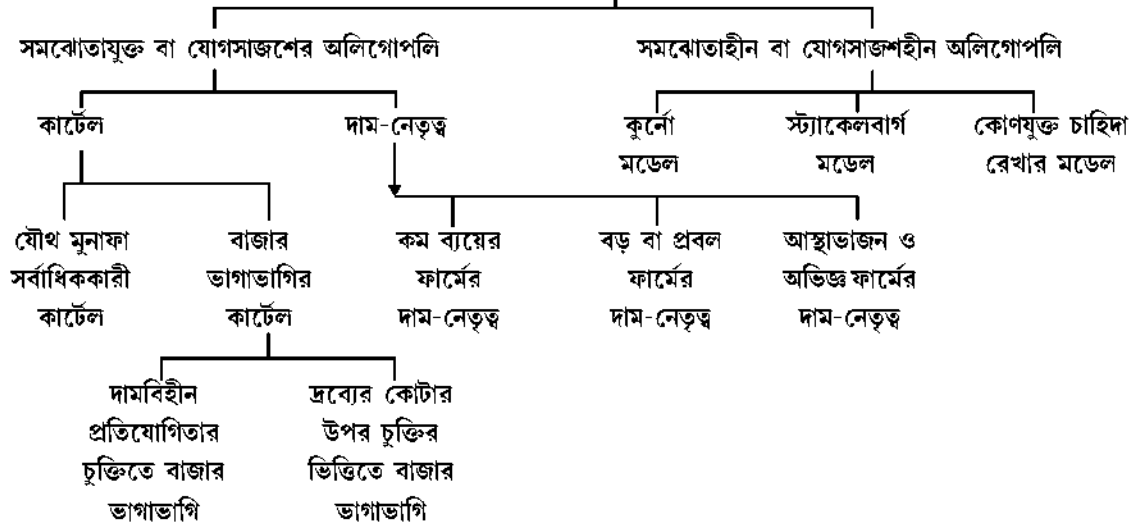 সমঝোতাযুক্ত বা যোগসাজশের অলিগোপলি
সমঝোতাহীন বা যোগসাজশহীন অলিগোপলি
কার্টেল
দাম-নেতৃত্ব
কুর্নো
মডেল
স্ট্যাকেলবার্গ
মডেল
কোণযুক্ত চাহিদা
রেখার মডেল
যৌথ মুনাফা
সর্বাধিককারী
কার্টেল
বাজার
ভাগাভাগির
কার্টেল
কম ব্যয়ের
ফার্মের
দাম-নেতৃত্ব
বড় বা প্রবল
ফার্মের
দাম-নেতৃত্ব
আস্থাভাজন ও
অভিজ্ঞ ফার্মের
দাম-নেতৃত্ব
দামবিহীন
প্রতিযোগিতার
চুক্তিতে বাজার
ভাগাভাগি
দ্রব্যের কোটার
উপর চুক্তির
ভিত্তিতে বাজার
ভাগাভাগি